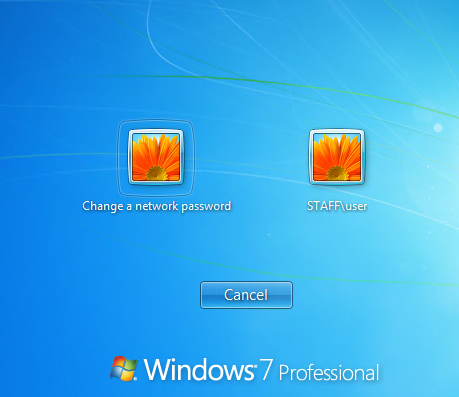 Change a network password
STAFF\user
Cancel
Windows 7 Professional